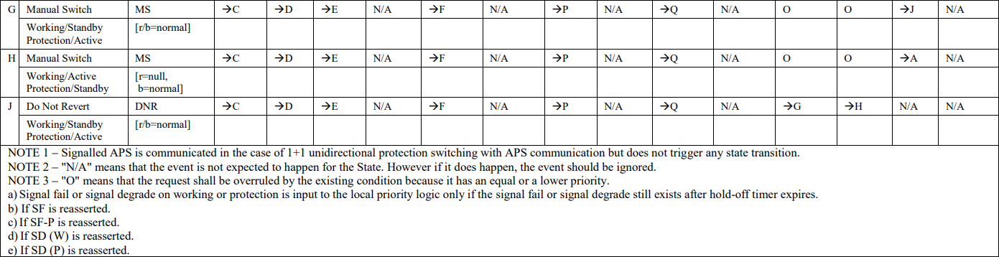 G Manual Switch MS →C →D →E N/A →F N/A →P N/A →Q N/A O O →J N/A
Working/Standby [r/b=normal]
Protection/Active
H Manual Switch MS →C →D →E N/A →F N/A →P N/A →Q N/A O O →A N/A
Working/Active [r=null,
Protection/Standby b=normal]
J Do Not Revert DNR →C →D →E N/A →F N/A →P N/A →Q N/A →G →H N/A N/A
Working/Standby [r/b=normal]
Protection/Active
NOTE 1 – Signalled APS is communicated in the case of 1+1 unidirectional protection switching with APS communication but does not trigger any state transition.
NOTE 2 – "N/A" means that the event is not expected to happen for the State. However if it does happen, the event should be ignored.
NOTE 3 – "O" means that the request shall be overruled by the existing condition because it has an equal or a lower priority.
a) Signal fail or signal degrade on working or protection is input to the local priority logic only if the signal fail or signal degrade still exists after hold-off timer expires.
b) If SF is reasserted.
c) If SF-P is reasserted.
d) If SD (W) is reasserted.
e) If SD (P) is reasserted.